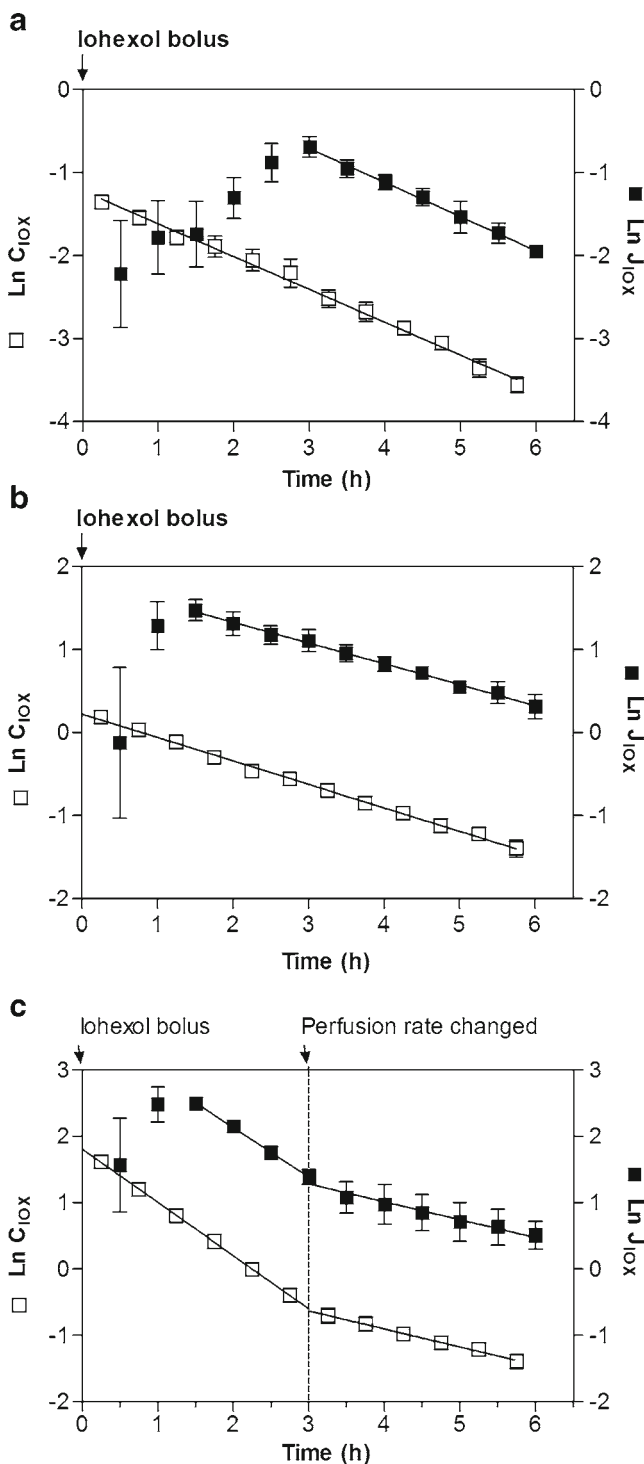 a
Iohexol bolus
0
-1
-2
-3
-4
0
-1
-2
-3
-4
□ Ln C_IOX
■ Ln J_IOX
0 1 2 3 4 5 6
Time (h)
b
Iohexol bolus
2
1
0
-1
-2
2
1
0
-1
-2
□ Ln C_IOX
■ Ln J_IOX
0 1 2 3 4 5 6
Time (h)
c
Iohexol bolus Perfusion rate changed
3
2
1
0
-1
-2
3
2
1
0
-1
-2
□ Ln C_IOX
■ Ln J_IOX
0 1 2 3 4 5 6
Time (h)